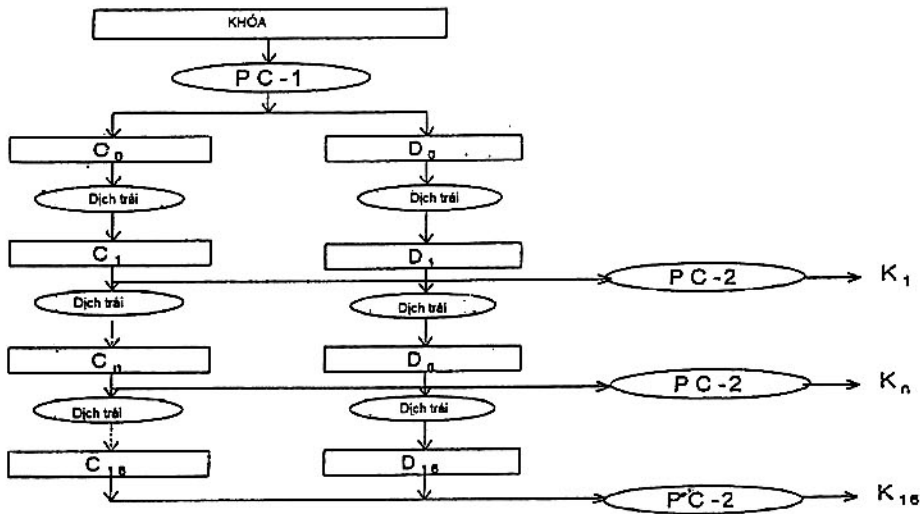 KHÓA
PC-1
C₀ D₀
Dịch trái Dịch trái
C₁ D₁
PC-2 K₁
Dịch trái Dịch trái
Cₙ Dₙ
PC-2 Kₙ
Dịch trái Dịch trái
C₁₆ D₁₆
PC-2 K₁₆